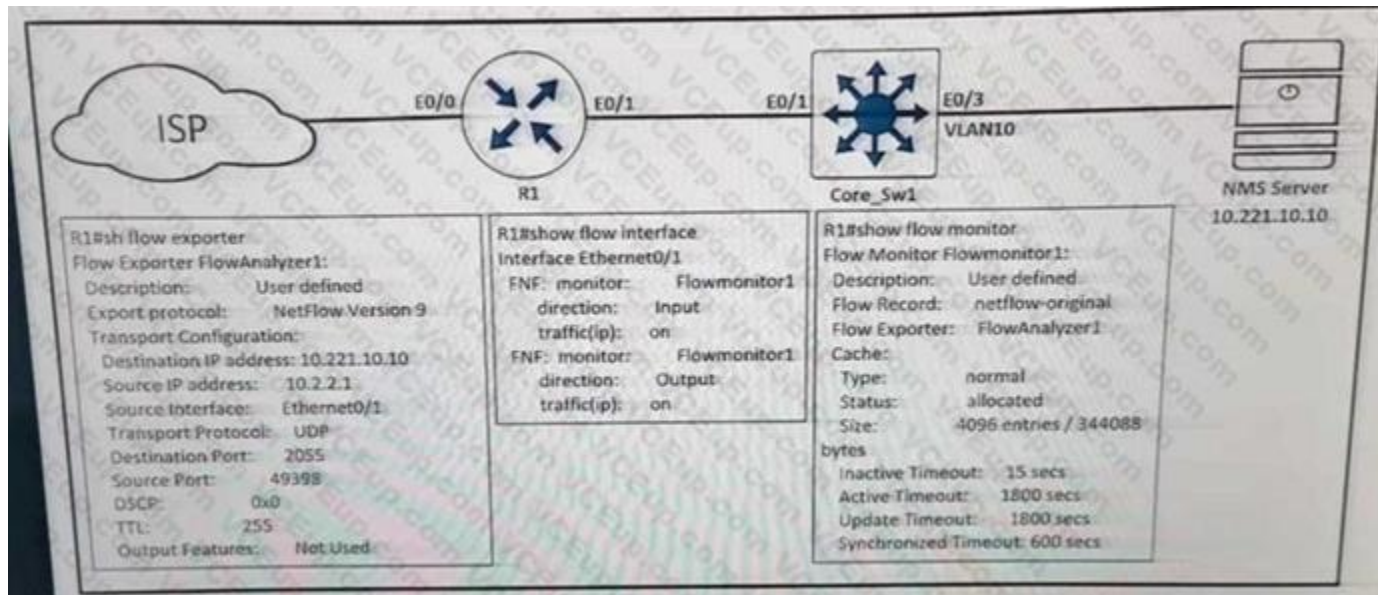 ISP
E0/0
R1
E0/1
E0/1
Core_Sw1
E0/3
VLAN10
NMS Server
10.221.10.10
R1#sh flow exporter
Flow Exporter FlowAnalyzer1:
Description: User defined
Export protocol: NetFlow Version 9
Transport Configuration:
Destination IP address: 10.221.10.10
Source IP address: 10.2.2.1
Source Interface: Ethernet0/1
Transport Protocol: UDP
Destination Port: 2055
Source Port: 49398
DSCP: 0x0
TTL: 255
Output Features: Not Used
R1#show flow interface
Interface Ethernet0/1
FNF: monitor: Flowmonitor1
direction: Input
traffic(ip): on
FNF: monitor: Flowmonitor1
direction: Output
traffic(ip): on
R1#show flow monitor
Flow Monitor Flowmonitor1:
Description: User defined
Flow Record: netflow-original
Flow Exporter: FlowAnalyzer1
Cache:
Type: normal
Status: allocated
Size: 4096 entries / 344088
bytes
Inactive Timeout: 15 secs
Active Timeout: 1800 secs
Update Timeout: 1800 secs
Synchronized Timeout: 600 secs
VCEup.com